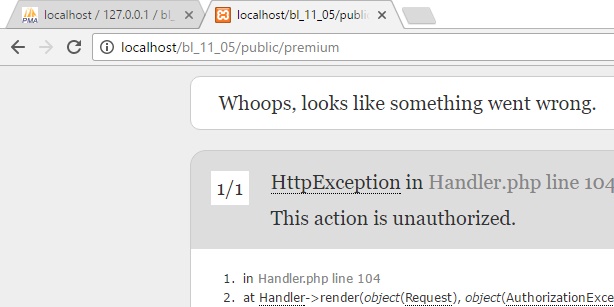 PMA
localhost / 127.0.0.1 / bl_
localhost/bl_11_05/publi
localhost/bl_11_05/public/premium
Whoops, looks like something went wrong.
1/1
HttpException in Handler.php line 104
This action is unauthorized.
1. in Handler.php line 104
2. at Handler->render(object(Request), object(AuthorizationExce